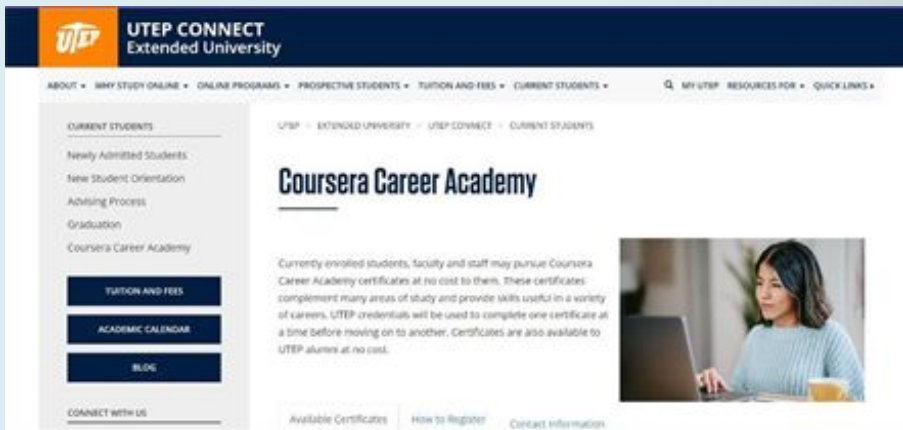 UTEP
UTEP CONNECT
Extended University
ABOUT WHY STUDY ONLINE ONLINE PROGRAMS PROSPECTIVE STUDENTS TUITION AND FEES CURRENT STUDENTS MY UTEP RESOURCES FOR QUICK LINKS
CURRENT STUDENTS
Newly Admitted Students
New Student Orientation
Advising Process
Graduation
Coursera Career Academy
TUITION AND FEES
ACADEMIC CALENDAR
BLOG
CONNECT WITH US
UTEP > EXTENDED UNIVERSITY > UTEP CONNECT > CURRENT STUDENTS
Coursera Career Academy
Currently enrolled students, faculty and staff may pursue Coursera
Career Academy certificates at no cost to them. These certificates
complement many areas of study and provide skills useful in a variety
of careers. UTEP credentials will be used to complete one certificate at
a time before moving on to another. Certificates are also available to
UTEP alumni at no cost.
Available Certificates How to Register Contact Information